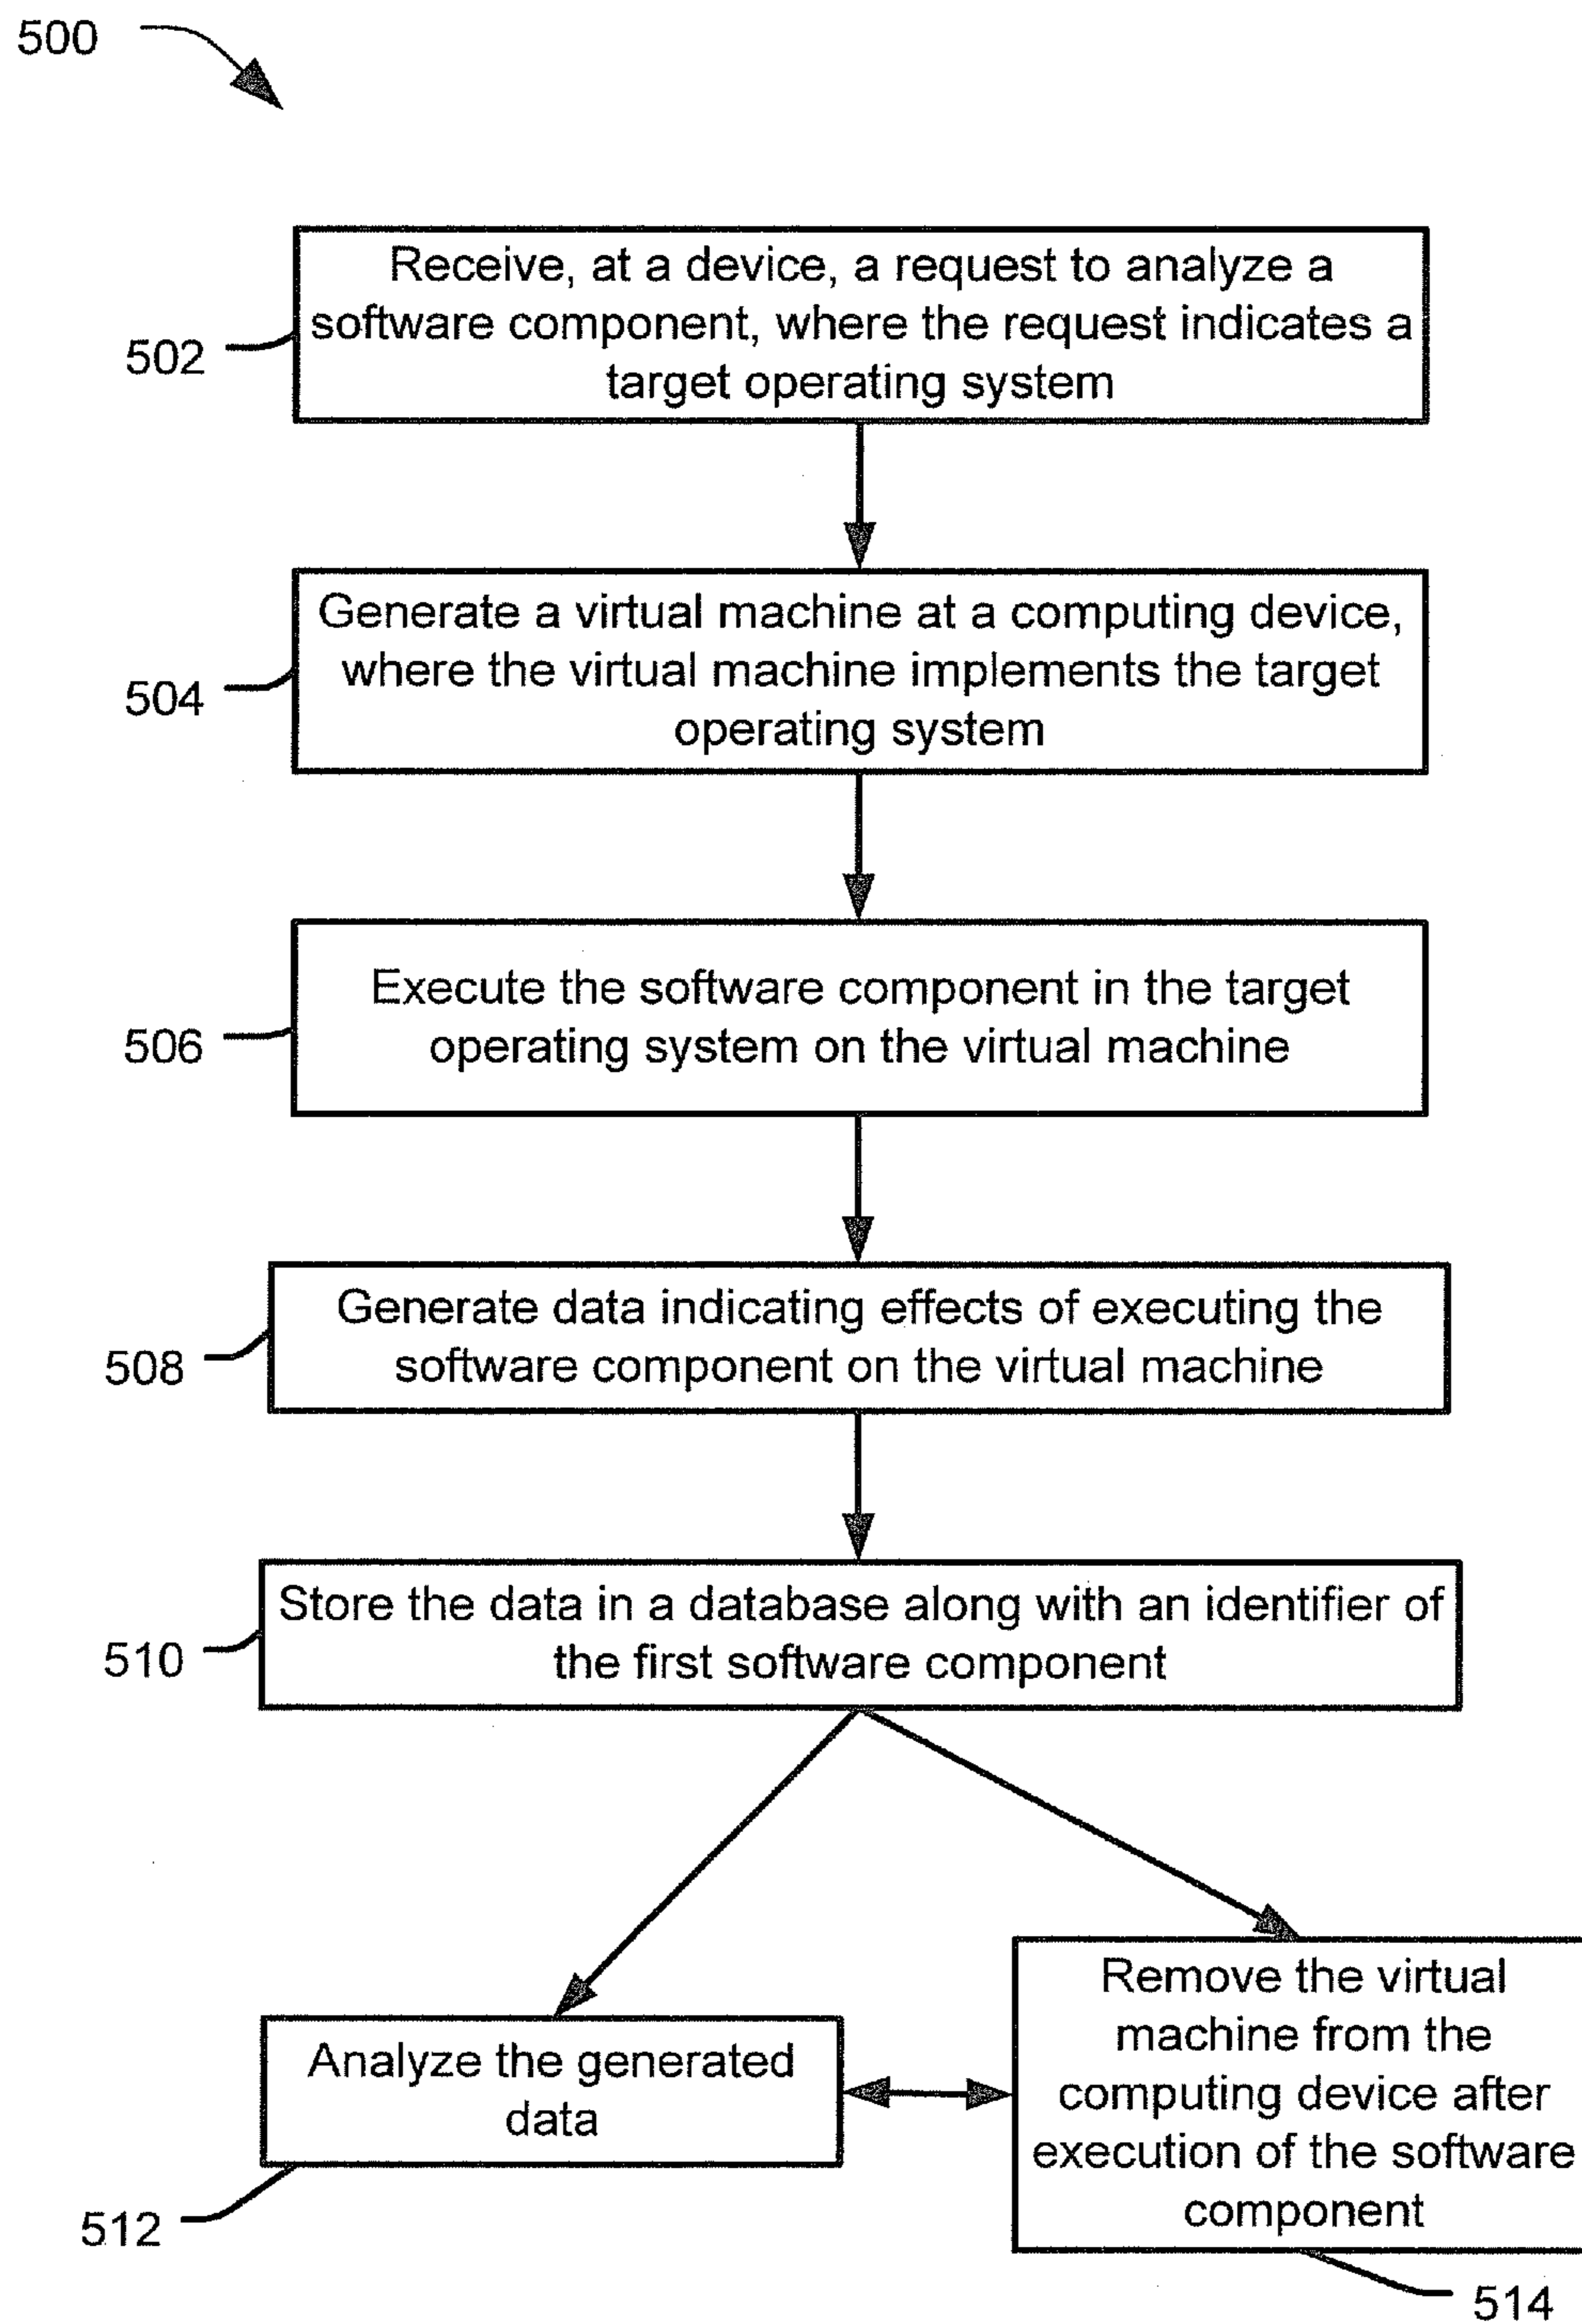 500
Receive, at a device, a request to analyze a
software component, where the request indicates a
target operating system
502
Generate a virtual machine at a computing device,
where the virtual machine implements the target
operating system
504
Execute the software component in the target
operating system on the virtual machine
506
Generate data indicating effects of executing the
software component on the virtual machine
508
Store the data in a database along with an identifier of
the first software component
510
Analyze the generated
data
512
Remove the virtual
machine from the
computing device after
execution of the software
component
514